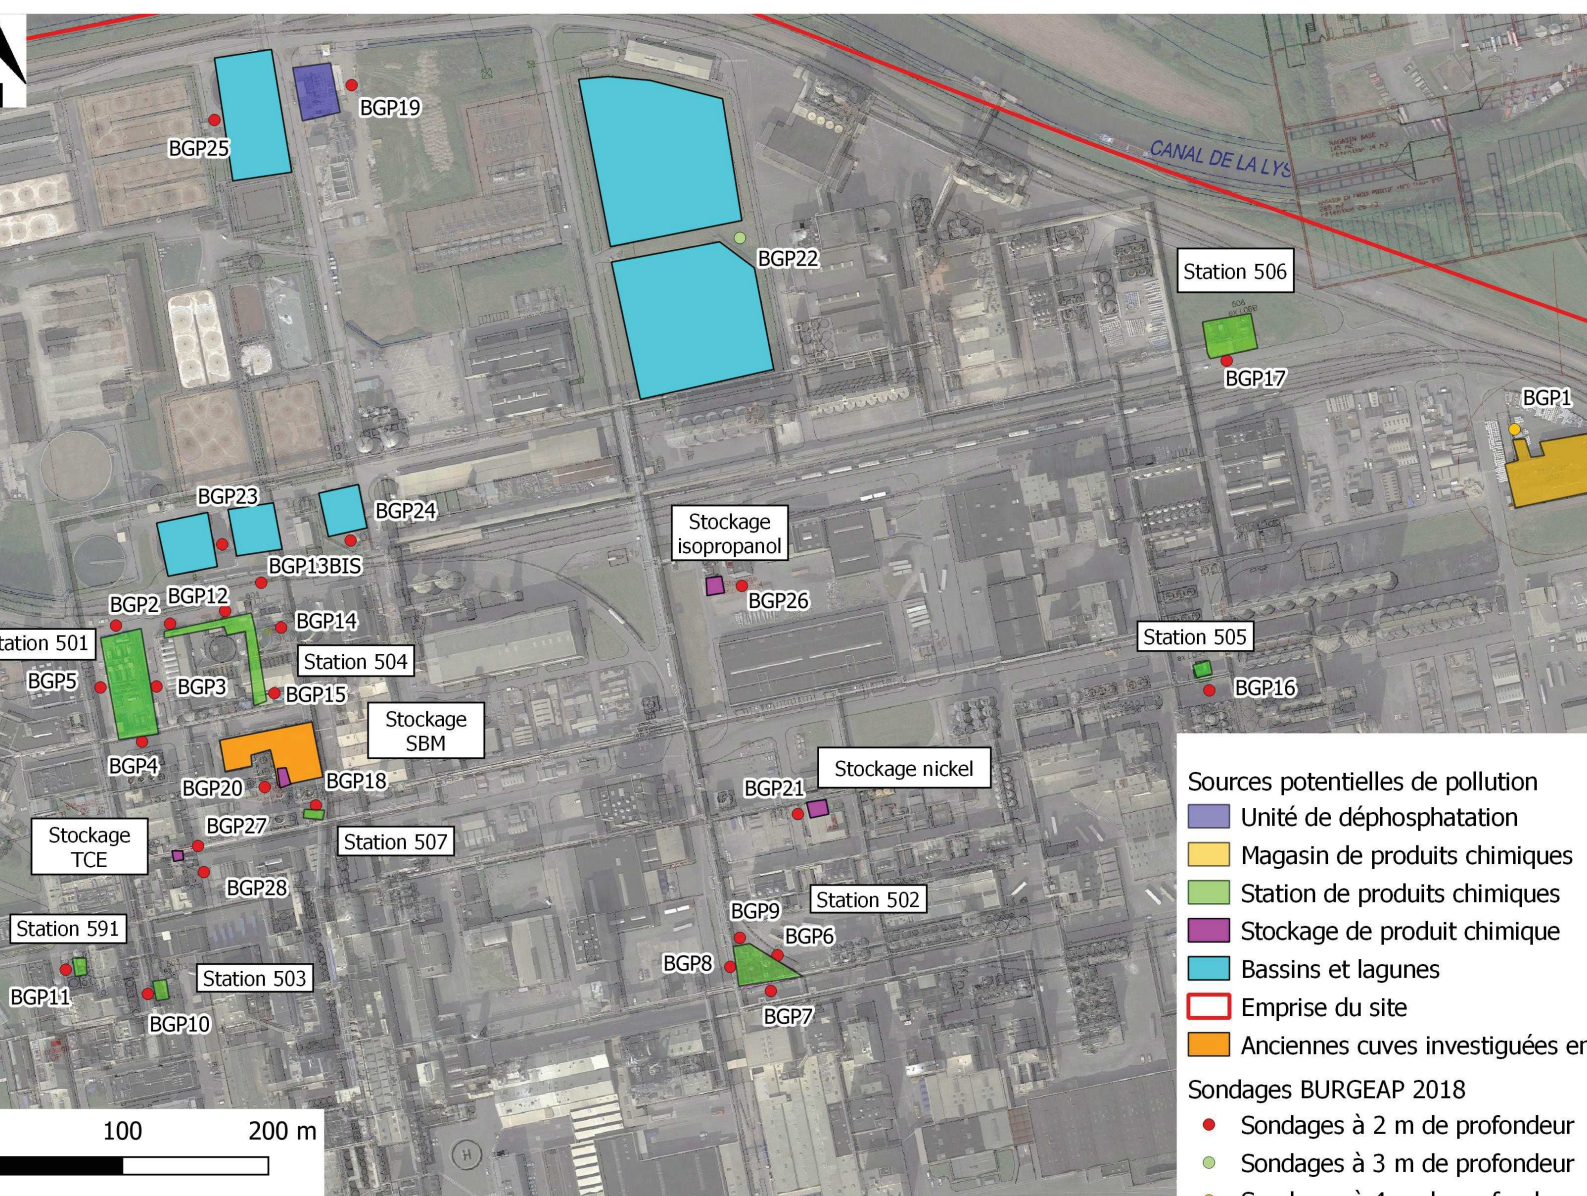 BGP19
BGP25
CANAL DE LA LYS
MAGASIN BASE
BGP22
Station 506
506
BGP17
BGP1
BGP23
BGP24
Stockage
isopropanol
BGP13BIS
BGP26
BGP2
BGP12
BGP14
tation 501
Station 504
Station 505
BGP5
BGP3
BGP15
BGP16
Stockage
SBM
BGP4
BGP20
BGP18
BGP21
Stockage nickel
BGP27
Stockage
TCE
Station 507
BGP28
Station 502
Station 591
BGP9
BGP6
BGP8
Station 503
BGP11
BGP10
BGP7
H
100
200 m
Sources potentielles de pollution
Unité de déphosphatation
Magasin de produits chimiques
Station de produits chimiques
Stockage de produit chimique
Bassins et lagunes
Emprise du site
Anciennes cuves investiguées en
Sondages BURGEAP 2018
Sondages à 2 m de profondeur
Sondages à 3 m de profondeur